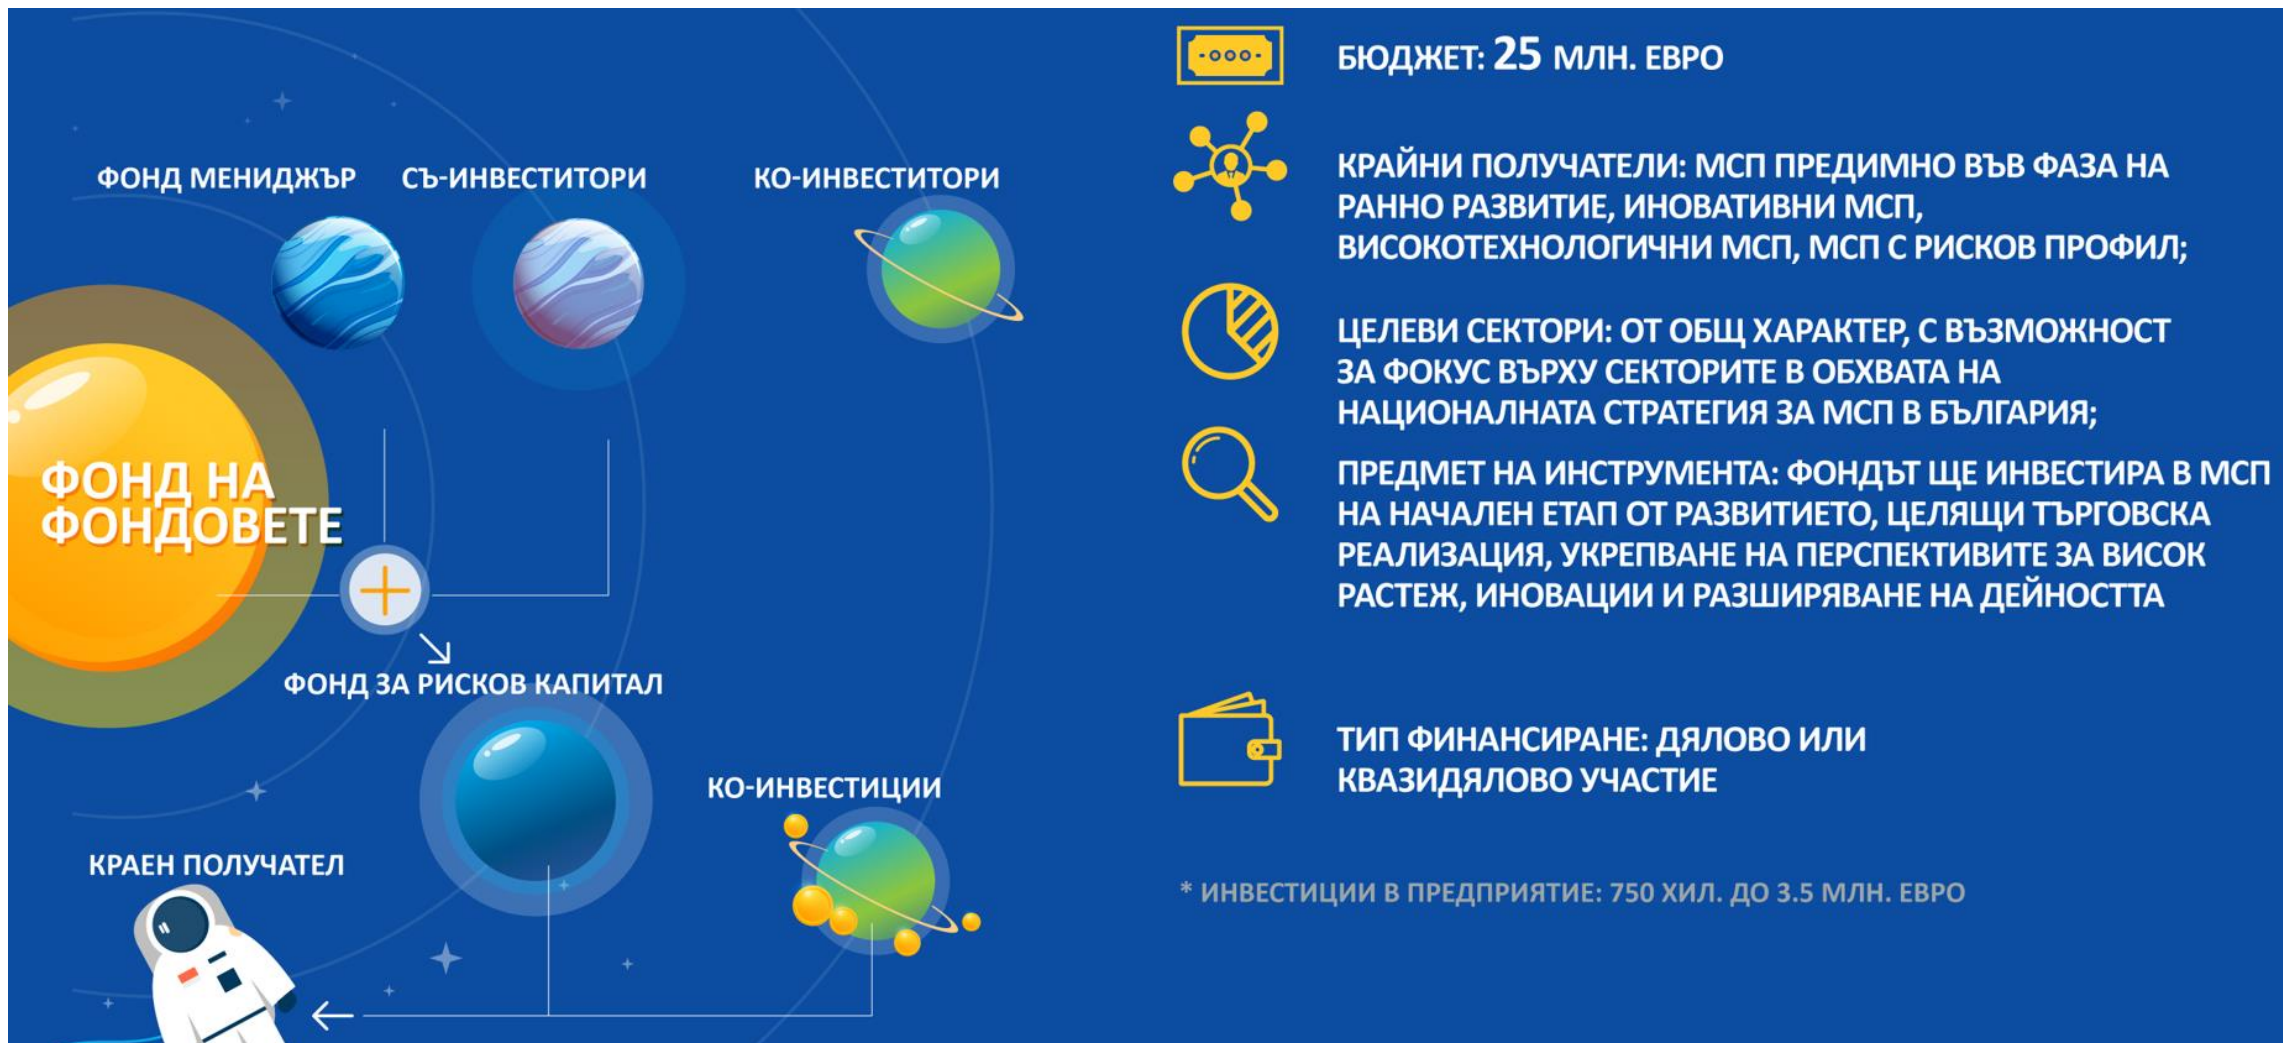 ФОНД МЕНИДЖЪР
СЪ-ИНВЕСТИТОРИ
КО-ИНВЕСТИТОРИ
ФОНД НА
ФОНДОВЕТЕ
ФОНД ЗА РИСКОВ КАПИТАЛ
КО-ИНВЕСТИЦИИ
КРАЕН ПОЛУЧАТЕЛ
БЮДЖЕТ: 25 МЛН. ЕВРО
КРАЙНИ ПОЛУЧАТЕЛИ: МСП ПРЕДИМНО ВЪВ ФАЗА НА
РАННО РАЗВИТИЕ, ИНОВАТИВНИ МСП,
ВИСОКОТЕХНОЛОГИЧНИ МСП, МСП С РИСКОВ ПРОФИЛ;
ЦЕЛЕВИ СЕКТОРИ: ОТ ОБЩ ХАРАКТЕР, С ВЪЗМОЖНОСТ
ЗА ФОКУС ВЪРХУ СЕКТОРИТЕ В ОБХВАТА НА
НАЦИОНАЛНАТА СТРАТЕГИЯ ЗА МСП В БЪЛГАРИЯ;
ПРЕДМЕТ НА ИНСТРУМЕНТА: ФОНДЪТ ЩЕ ИНВЕСТИРА В МСП
НА НАЧАЛЕН ЕТАП ОТ РАЗВИТИЕТО, ЦЕЛЯЩИ ТЪРГОВСКА
РЕАЛИЗАЦИЯ, УКРЕПВАНЕ НА ПЕРСПЕКТИВИТЕ ЗА ВИСОК
РАСТЕЖ, ИНОВАЦИИ И РАЗШИРЯВАНЕ НА ДЕЙНОСТТА
ТИП ФИНАНСИРАНЕ: ДЯЛОВО ИЛИ
КВАЗИДЯЛОВО УЧАСТИЕ
* ИНВЕСТИЦИИ В ПРЕДПРИЯТИЕ: 750 ХИЛ. ДО 3.5 МЛН. ЕВРО